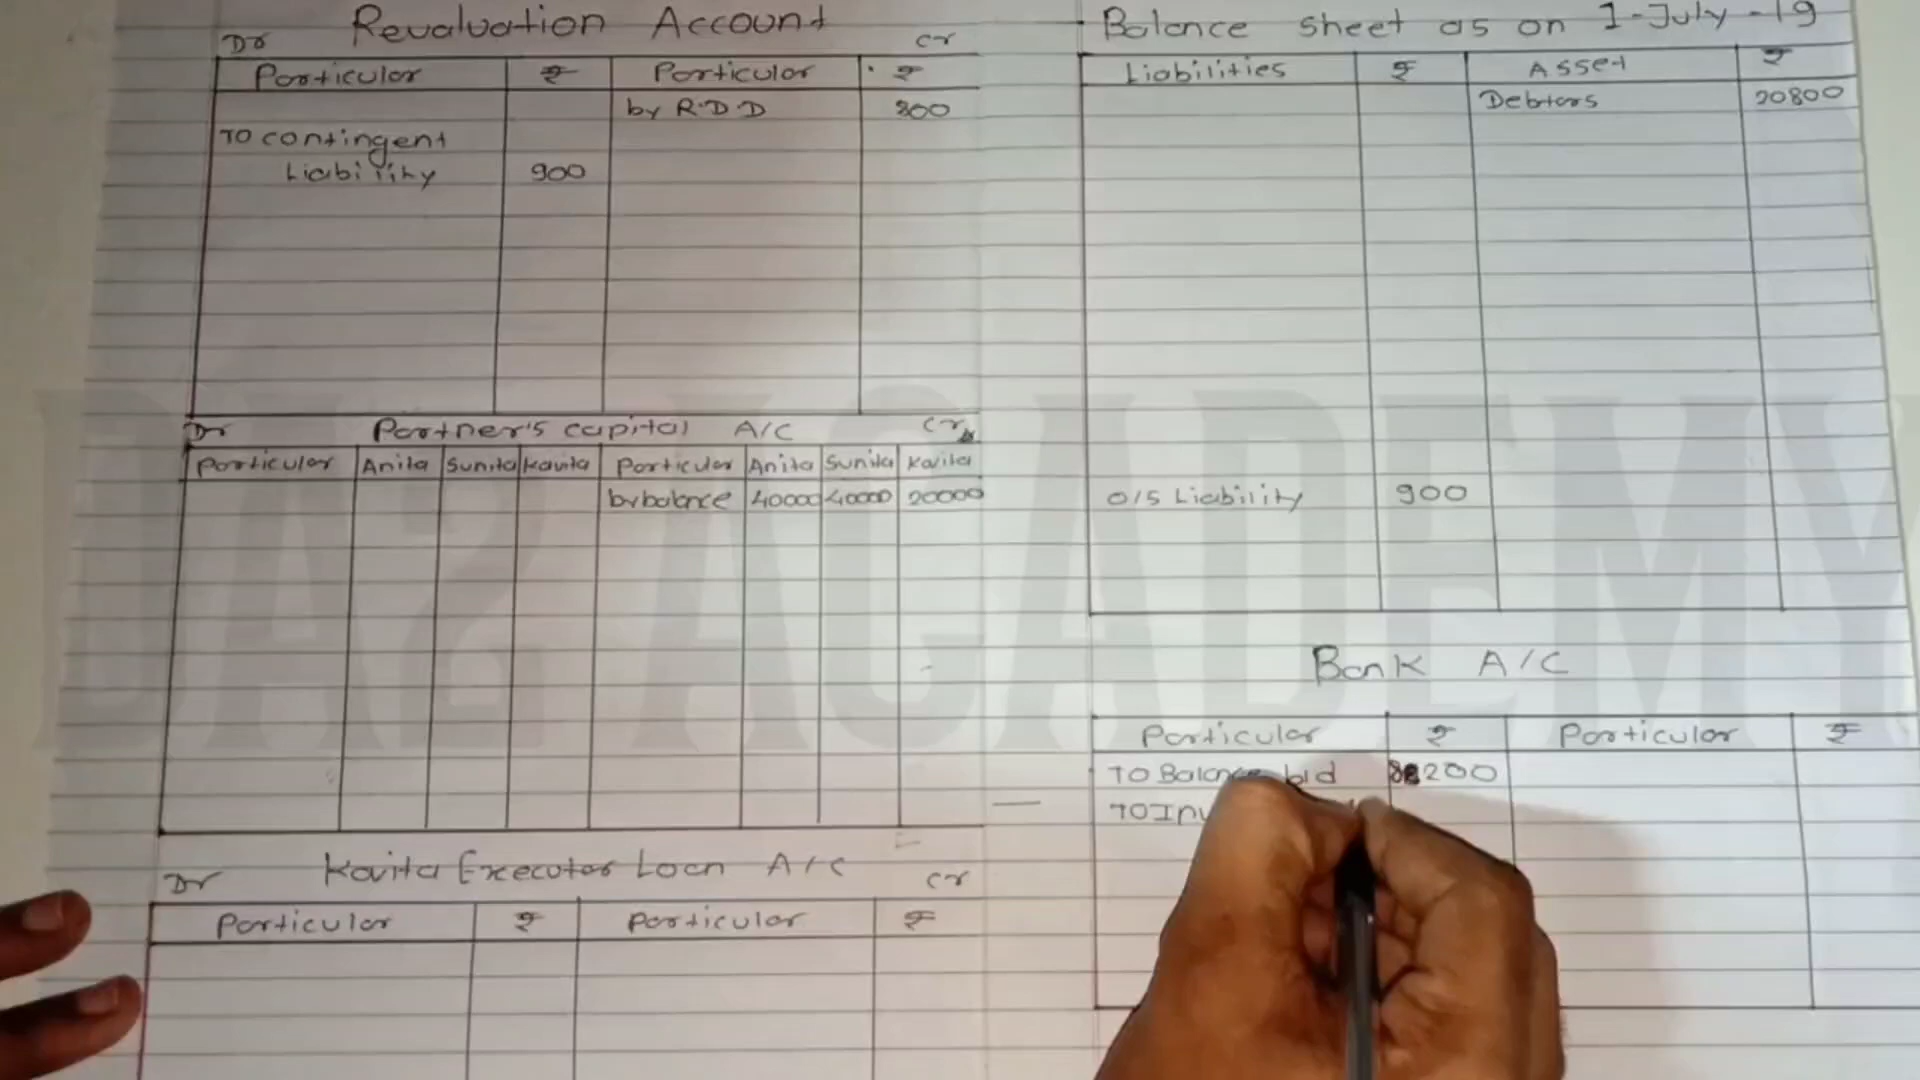 Revaluation Account
Dr Cr
Particular ₹ Particular ₹
by R.D.D 800
TO contingent
Liability 900
Dr Partner's capital A/C Cr
Particular Anita Sunita Kavita Particular Anita Sunita Kavita
by balance 40000 40000 20000
Dr Kavita Executor Loan A/C Cr
Particular ₹ Particular ₹
Balance sheet as on 1-July-19
Liabilities ₹ Asset ₹
Debtors 20800
O/S Liability 900
Bank A/C
Particular ₹ Particular ₹
TO Balance b/d
TO
DAS ACADEMY